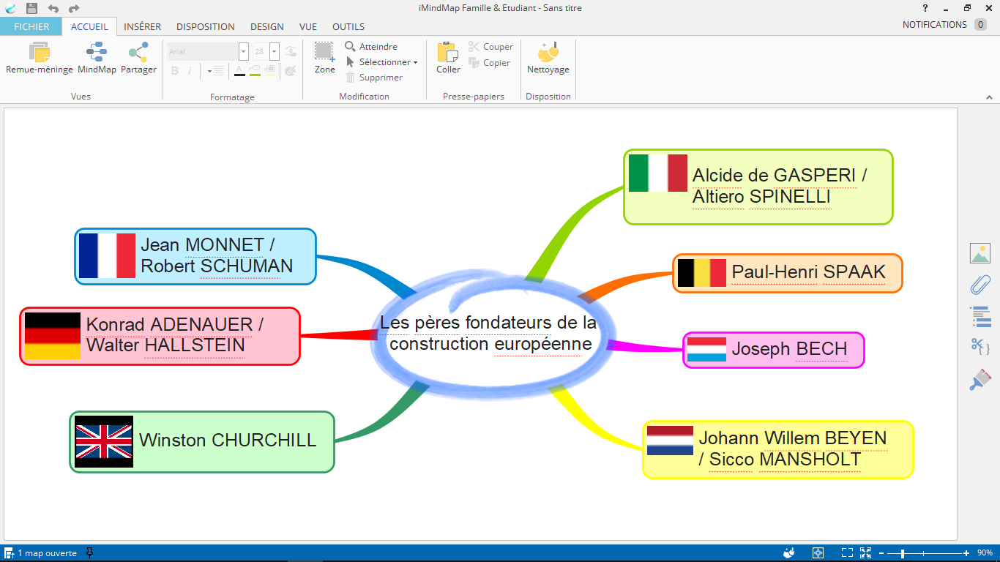 iMindMap Famille & Etudiant - Sans titre
?
FICHIER ACCUEIL INSÉRER DISPOSITION DESIGN VUE OUTILS NOTIFICATIONS 0
Remue-méninge MindMap Partager
Vues
Arial 28
B i A
Formatage
Zone
Atteindre
Sélectionner
Supprimer
Modification
Coller
Couper
Copier
Presse-papiers
Nettoyage
Disposition
Alcide de GASPERI /
Altiero SPINELLI
Jean MONNET /
Robert SCHUMAN
Paul-Henri SPAAK
Konrad ADENAUER /
Walter HALLSTEIN
Les pères fondateurs de la
construction européenne
Joseph BECH
Winston CHURCHILL
Johann Willem BEYEN
/ Sicco MANSHOLT
1 map ouverte
90%